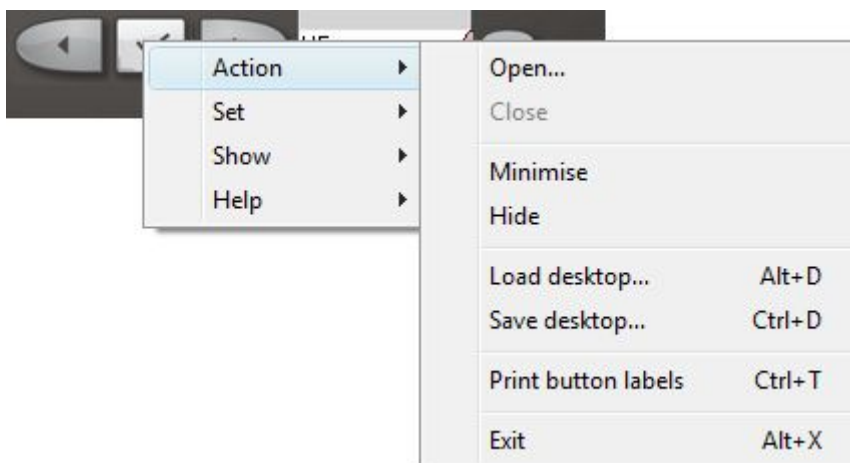 Action
Set
Show
Help
Open...
Close
Minimise
Hide
Load desktop... Alt+D
Save desktop... Ctrl+D
Print button labels Ctrl+T
Exit Alt+X